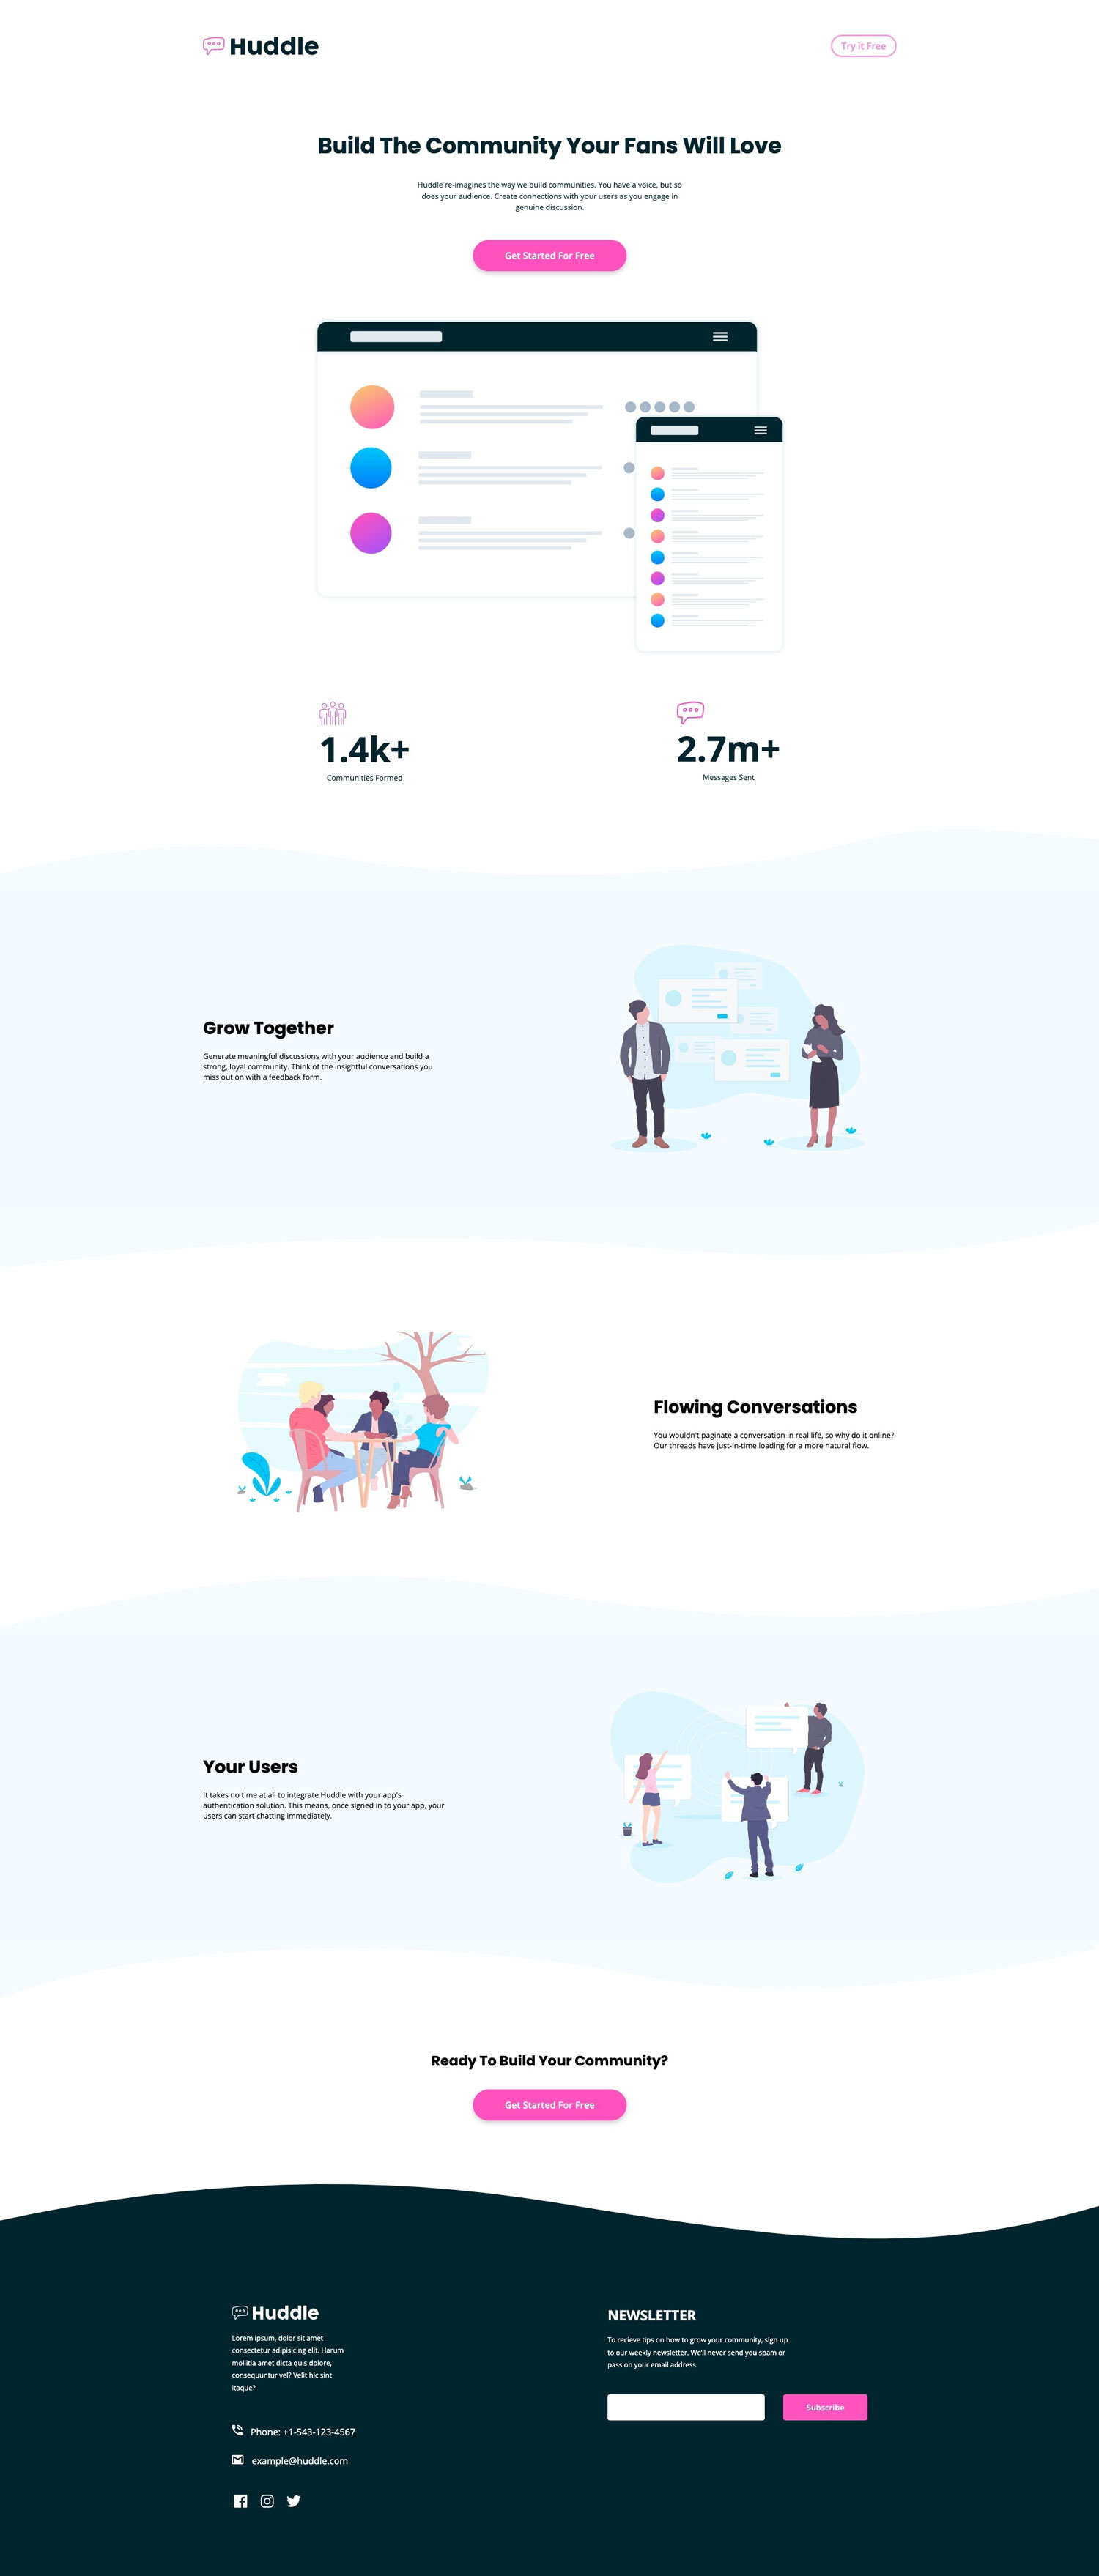 Huddle
Try it Free
Build The Community Your Fans Will Love
Huddle re-imagines the way we build communities. You have a voice, but so
does your audience. Create connections with your users as you engage in
genuine discussion.
Get Started For Free
1.4k+
Communities Formed
2.7m+
Messages Sent
Grow Together
Generate meaningful discussions with your audience and build a
strong, loyal community. Think of the insightful conversations you
miss out on with a feedback form.
Flowing Conversations
You wouldn't paginate a conversation in real life, so why do it online?
Our threads have just-in-time loading for a more natural flow.
Your Users
It takes no time at all to integrate Huddle with your app's
authentication solution. This means, once signed in to your app, your
users can start chatting immediately.
Ready To Build Your Community?
Get Started For Free
Huddle
Lorem ipsum, dolor sit amet
consectetur adipisicing elit. Harum
mollitia amet dicta quis dolore,
consequuntur vel? Velit hic sint
itaque?
Phone: +1-543-123-4567
example@huddle.com
NEWSLETTER
To recieve tips on how to grow your community, sign up
to our weekly newsletter. We'll never send you spam or
pass on your email address
Subscribe